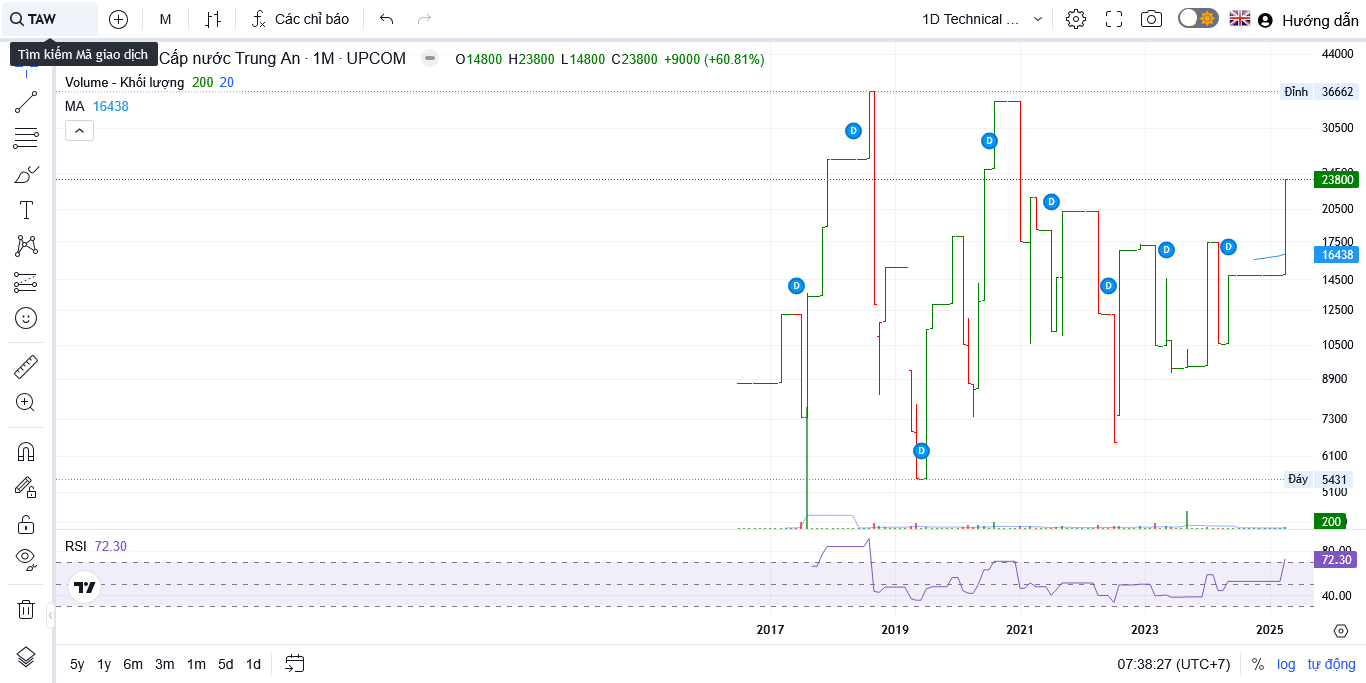 TAW
M
Các chỉ báo
1D Technical ...
Hướng dẫn
Tìm kiếm Mã giao dịch
Cấp nước Trung An · 1M · UPCOM
O14800 H23800 L14800 C23800 +9000 (+60.81%)
Volume - Khối lượng 200 20
MA 16438
44000
Đỉnh 36662
30500
23800
20500
17500
16438
14500
12500
10500
8900
7300
6100
Đáy 5431
5100
200
D
D
D
D
D
D
D
D
RSI 72.30
80.00
72.30
40.00
2017 2019 2021 2023 2025
5y 1y 6m 3m 1m 5d 1d
07:38:27 (UTC+7)
% log tự động